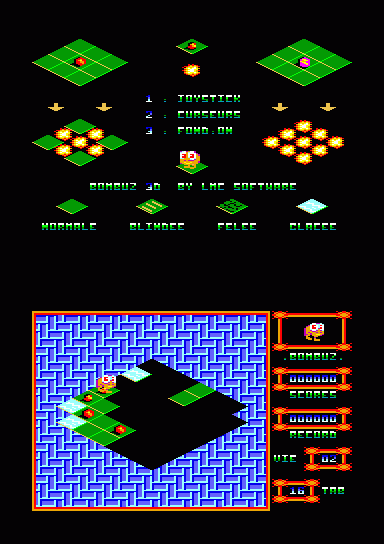 1 : JOYSTICK
2 : CURSEURS
3 : FOND:ON
BOMBUZ 3D BY LMC SOFTWARE
NORMALE BLINDEE FELEE GLACEE
.BOMBUZ.
000000
SCORES
000000
RECORD
VIE 02
16 TAB